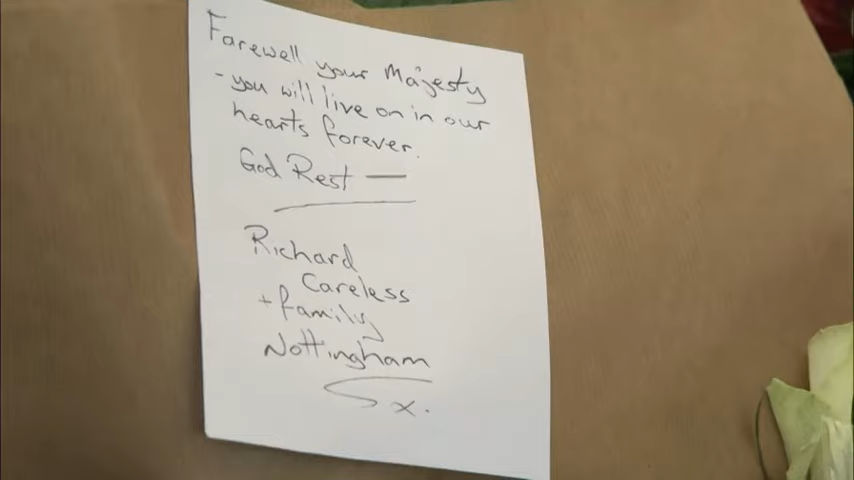 Farewell your Majesty
- you will live on in our
hearts forever.
God Rest —
Richard
Careless
+ family
Nottingham
x.